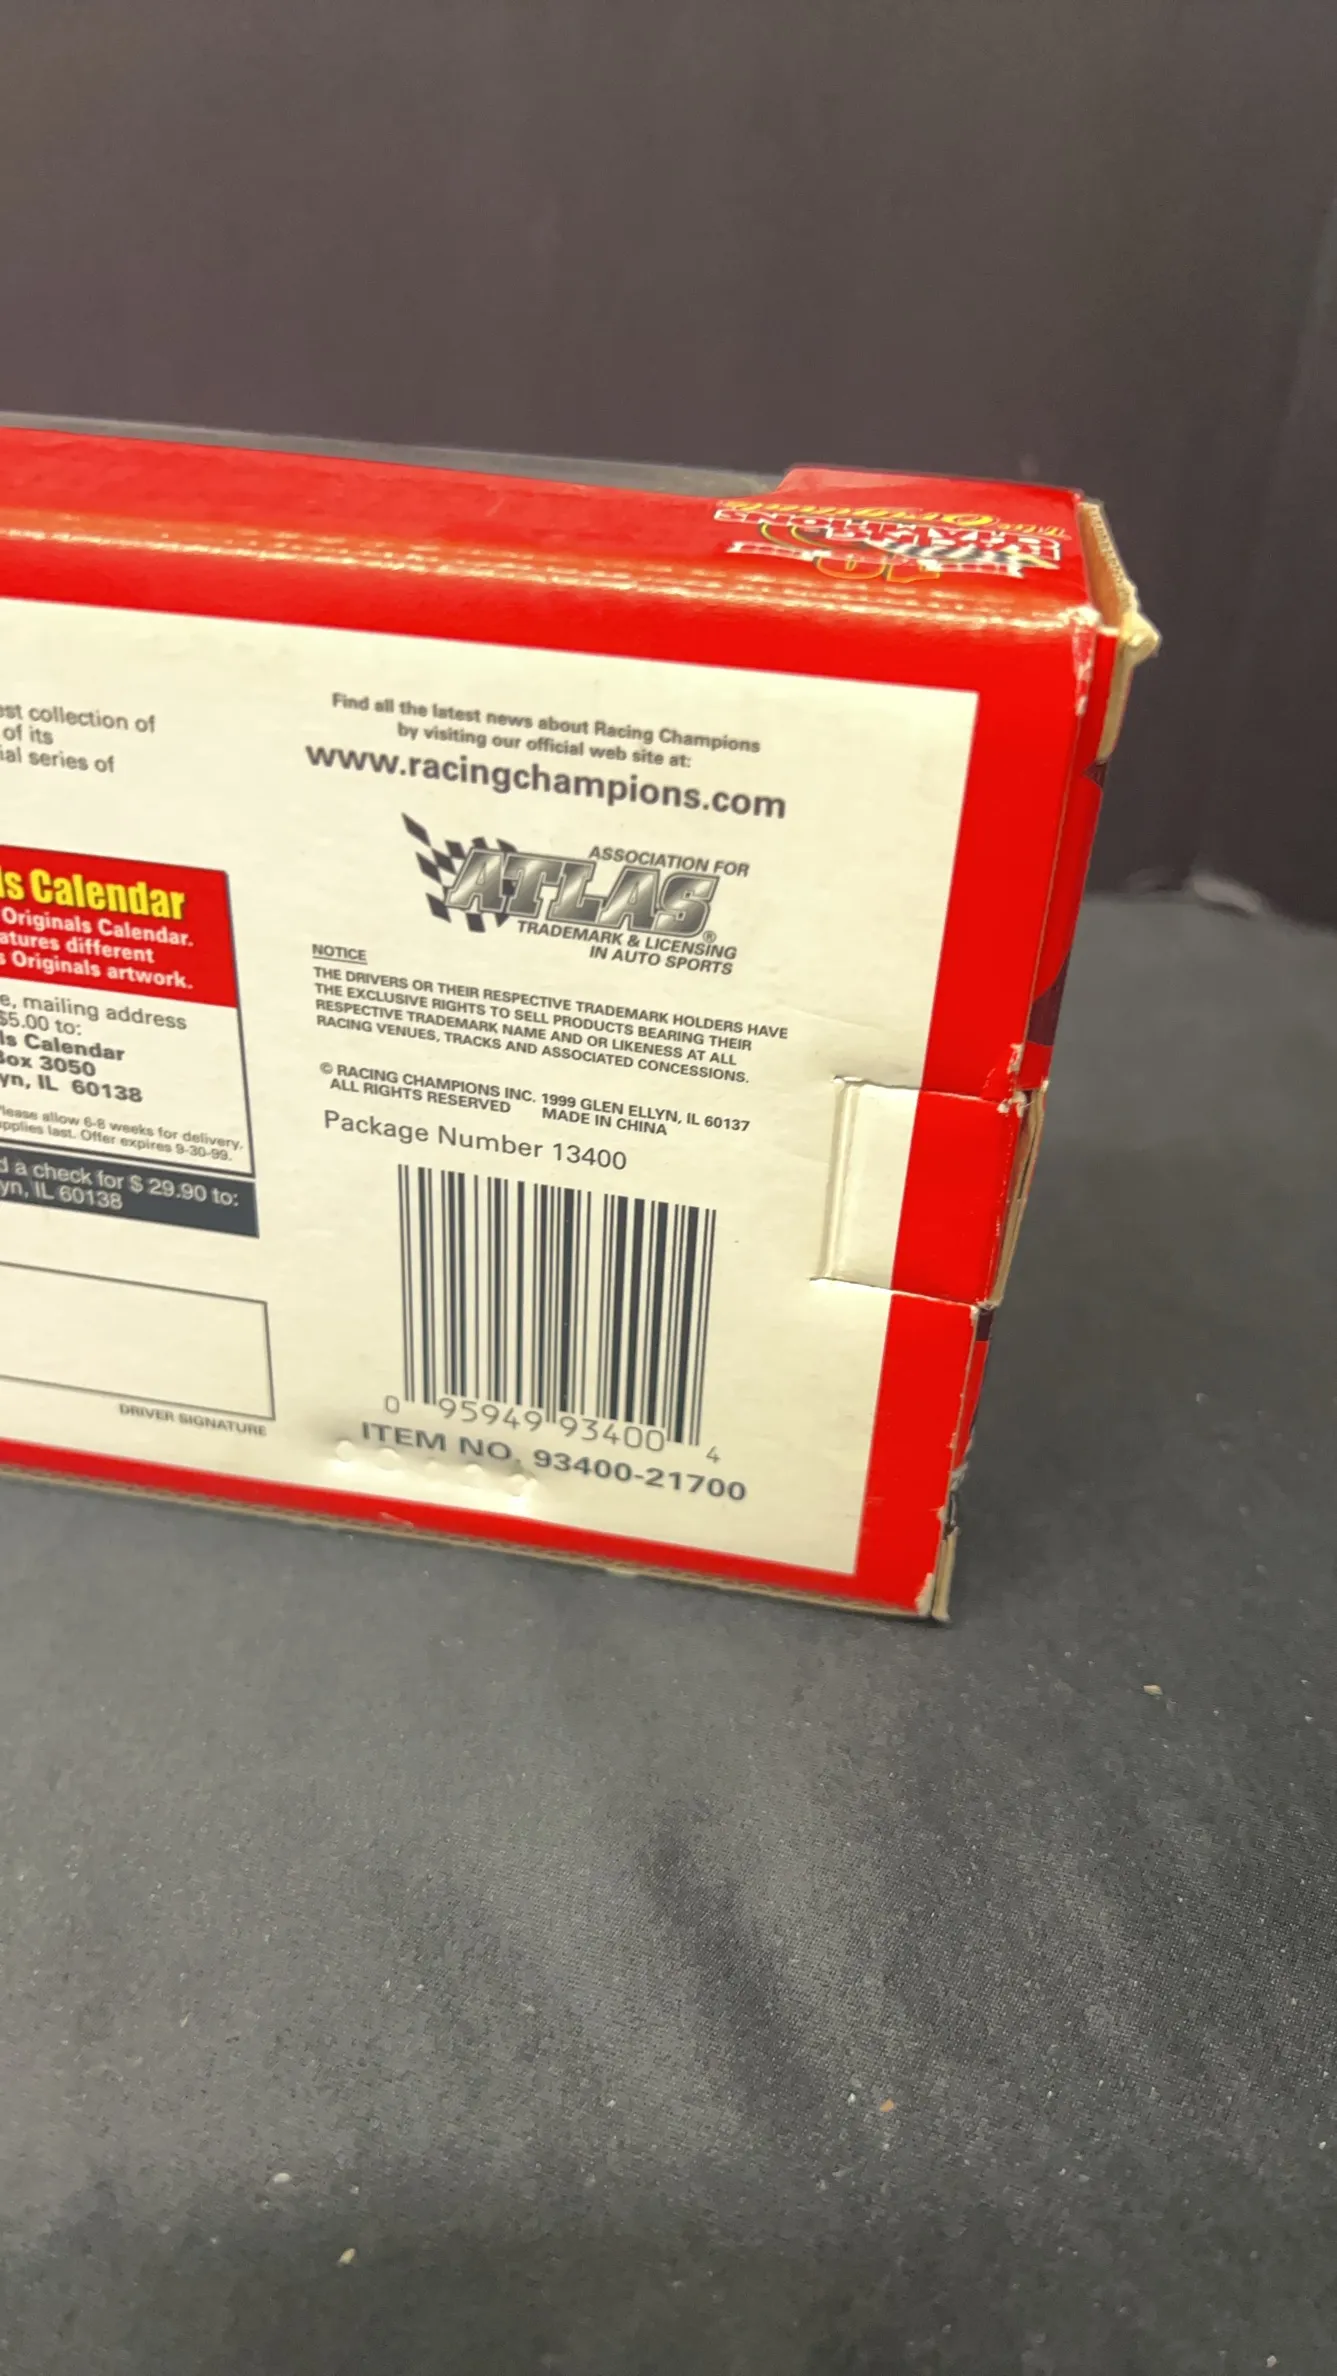 The Originals
RACING
CHAMPIONS
10
est collection of
of its
ial series of
ls Calendar
Originals Calendar.
atures different
s Originals artwork.
e, mailing address
$5.00 to:
ls Calendar
Box 3050
yn, IL 60138
Please allow 6-8 weeks for delivery.
upplies last. Offer expires 9-30-99.
d a check for $ 29.90 to:
yn, IL 60138
DRIVER SIGNATURE
Find all the latest news about Racing Champions
by visiting our official web site at:
www.racingchampions.com
ASSOCIATION FOR
ATLAS®
TRADEMARK & LICENSING
IN AUTO SPORTS
NOTICE
THE DRIVERS OR THEIR RESPECTIVE TRADEMARK HOLDERS HAVE
THE EXCLUSIVE RIGHTS TO SELL PRODUCTS BEARING THEIR
RESPECTIVE TRADEMARK NAME AND OR LIKENESS AT ALL
RACING VENUES, TRACKS AND ASSOCIATED CONCESSIONS.
© RACING CHAMPIONS INC. 1999 GLEN ELLYN, IL 60137
ALL RIGHTS RESERVED MADE IN CHINA
Package Number 13400
0 95949 93400 4
ITEM NO. 93400-21700